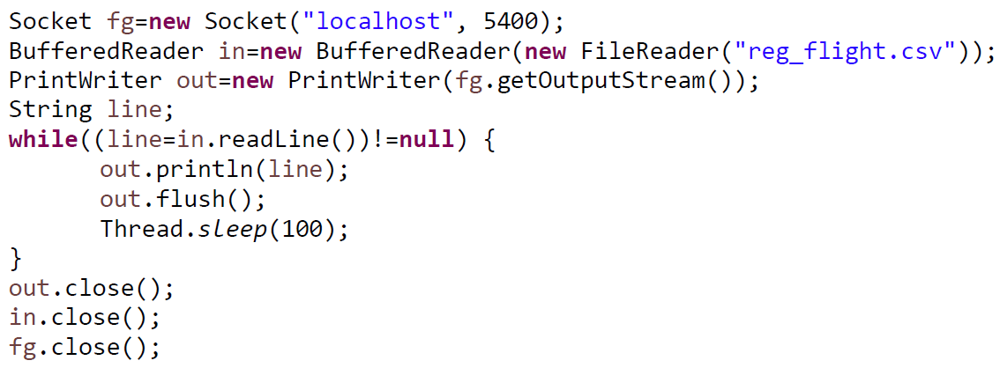 Socket fg=new Socket("localhost", 5400);
BufferedReader in=new BufferedReader(new FileReader("reg_flight.csv"));
PrintWriter out=new PrintWriter(fg.getOutputStream());
String line;
while((line=in.readLine())!=null) {
out.println(line);
out.flush();
Thread.sleep(100);
}
out.close();
in.close();
fg.close();